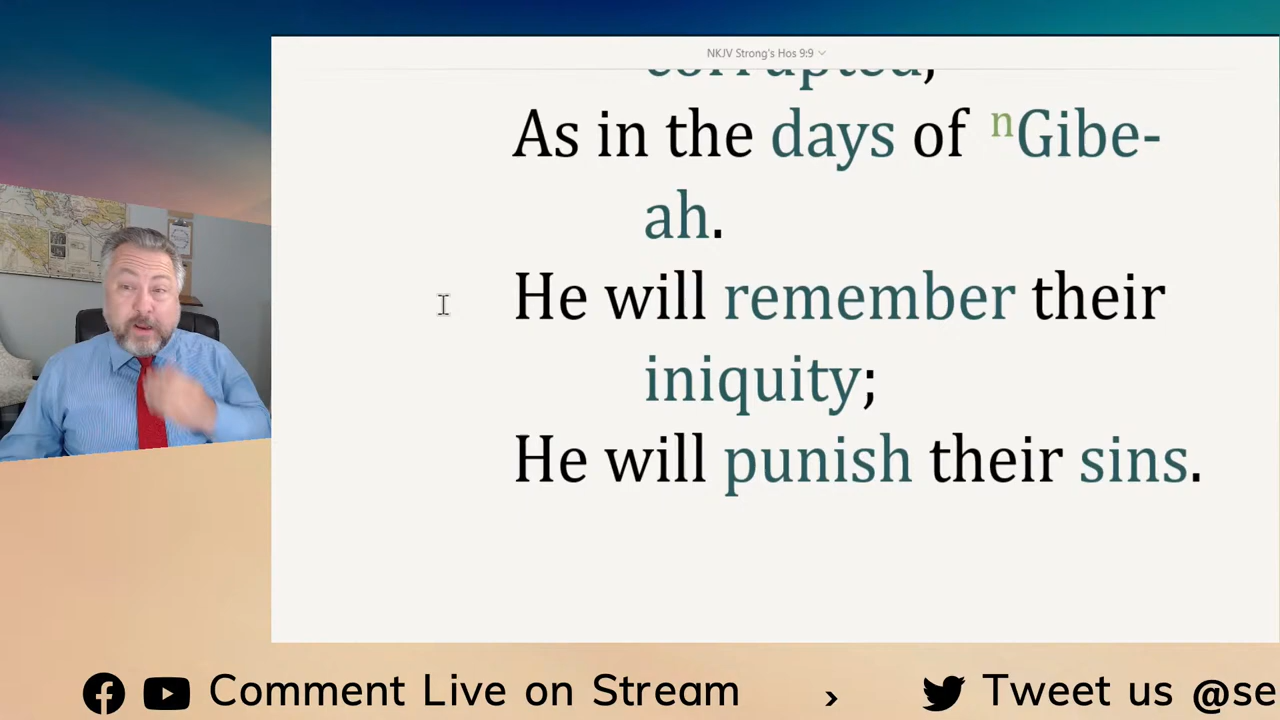 NKJV Strong's Hos 9:9
corrupted,
As in the days of nGibe-
ah.
He will remember their
iniquity;
He will punish their sins.
Comment Live on Stream › Tweet us @se